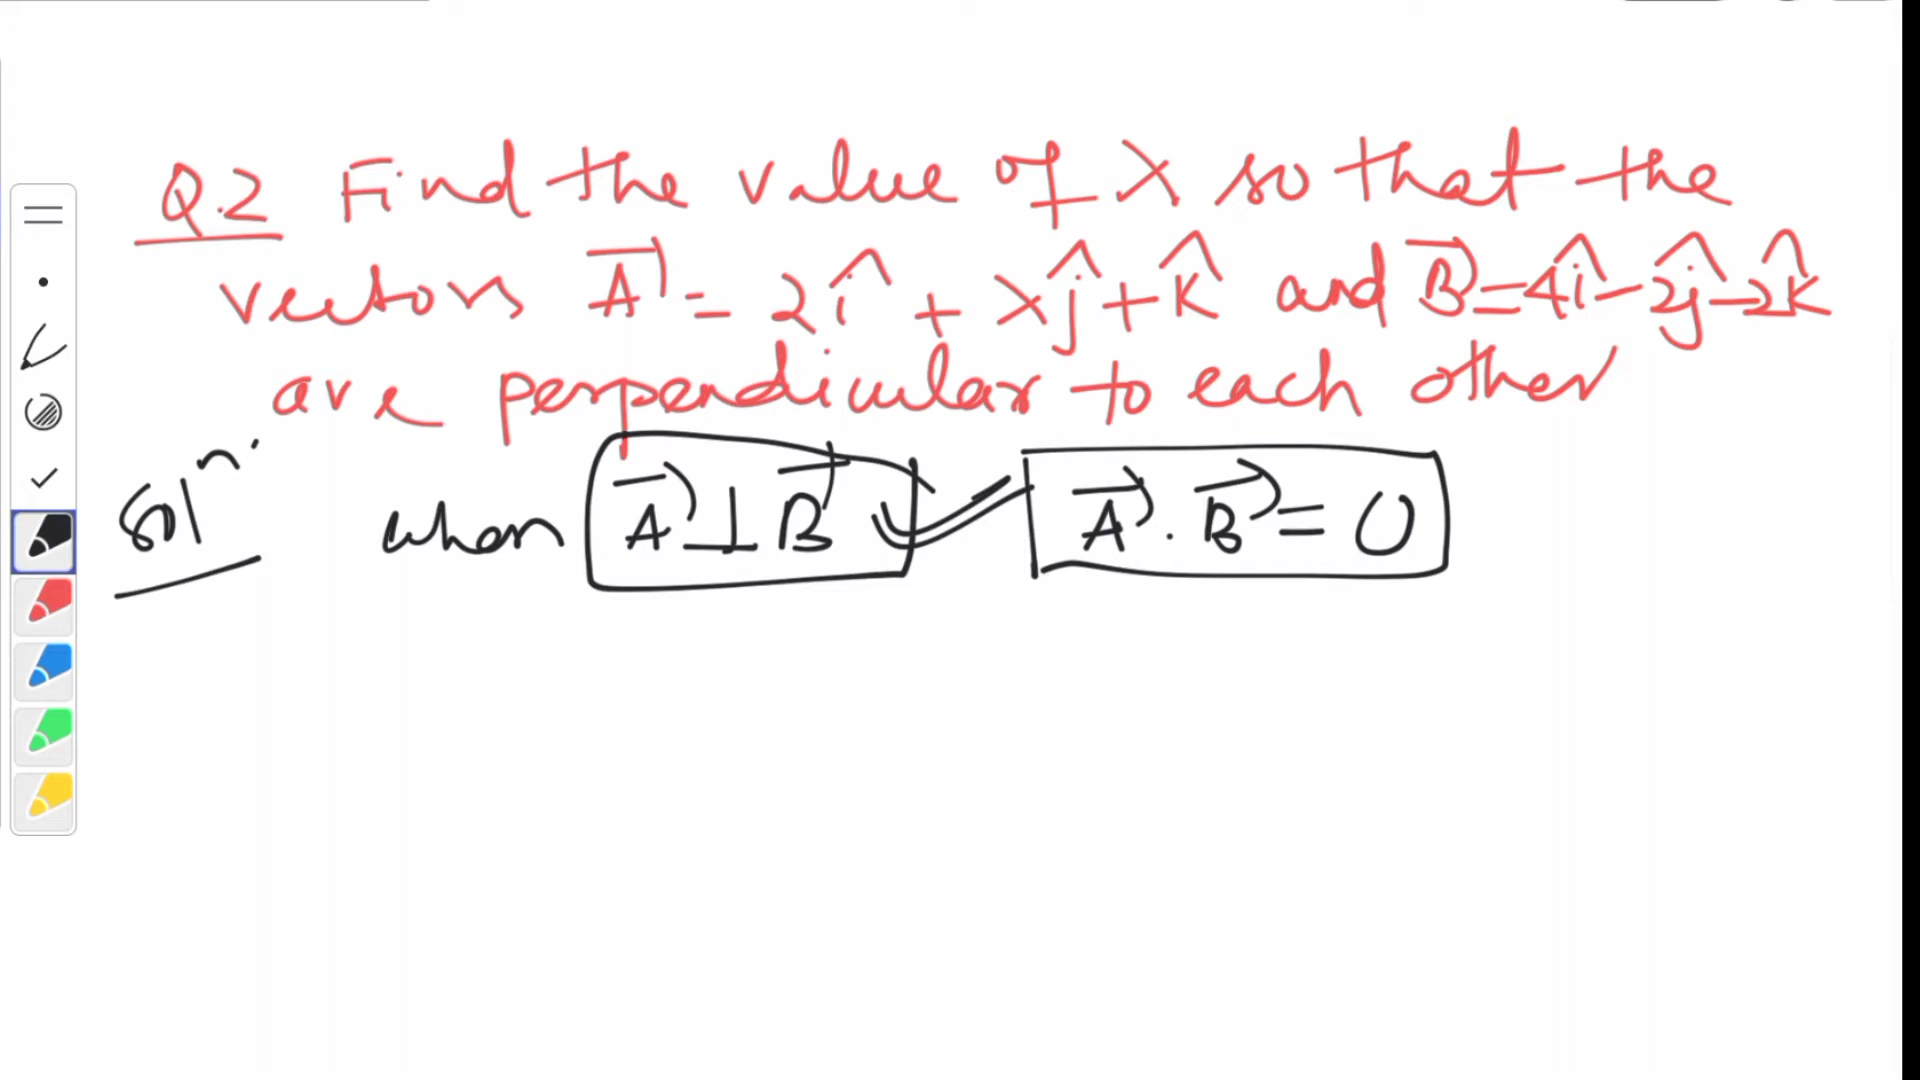 Q.2 Find the value of X so that the
vectors A⃗ = 2î + xĵ + k̂ and B⃗ = 4î - 2ĵ - 2k̂
are perpendicular to each other
Solⁿ. when A⃗ ⊥ B⃗ A⃗ . B⃗ = 0